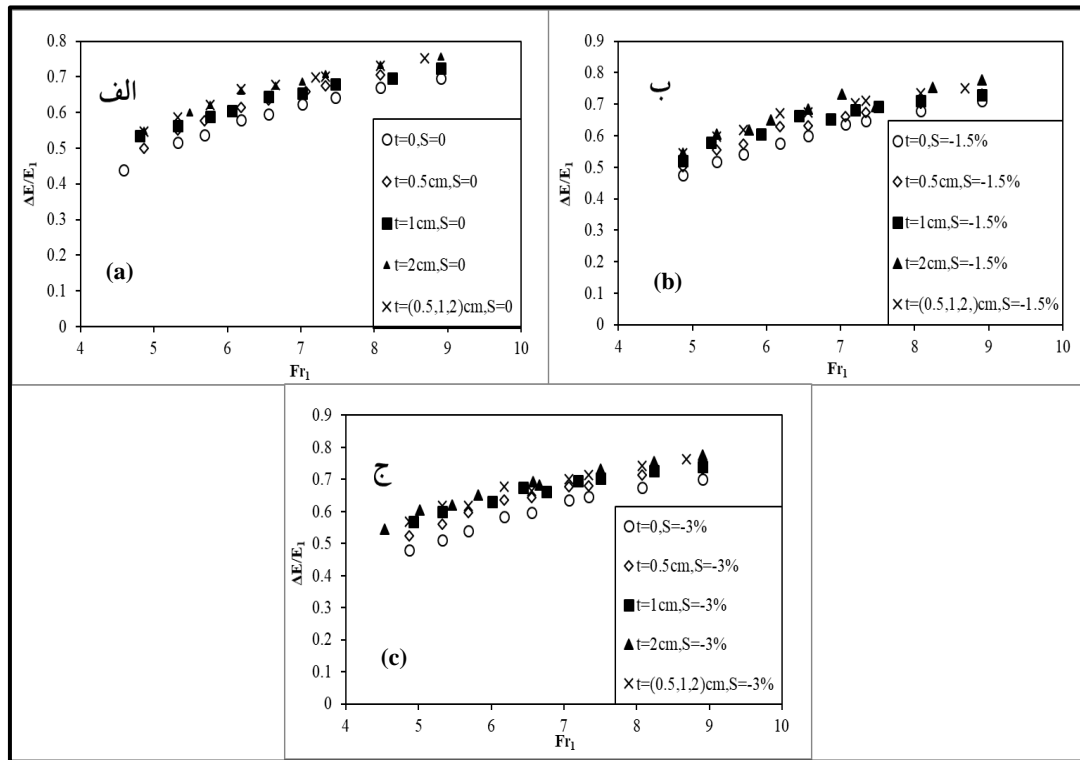 الف
(a)
ΔE/E₁
0.8
0.7
0.6
0.5
0.4
0.3
0.2
0.1
0
4
5
6
7
8
9
10
Fr₁
t=0,S=0
t=0.5cm,S=0
t=1cm,S=0
t=2cm,S=0
t=(0.5,1,2)cm,S=0
ب
(b)
ΔE/E₁
0.9
0.8
0.7
0.6
0.5
0.4
0.3
0.2
0.1
0
4
5
6
7
8
9
10
Fr₁
t=0,S=-1.5%
t=0.5cm,S=-1.5%
t=1cm,S=-1.5%
t=2cm,S=-1.5%
t=(0.5,1,2,)cm,S=-1.5%
ج
(c)
ΔE/E₁
0.9
0.8
0.7
0.6
0.5
0.4
0.3
0.2
0.1
0
4
5
6
7
8
9
10
Fr₁
t=0,S=-3%
t=0.5cm,S=-3%
t=1cm,S=-3%
t=2cm,S=-3%
t=(0.5,1,2)cm,S=-3%